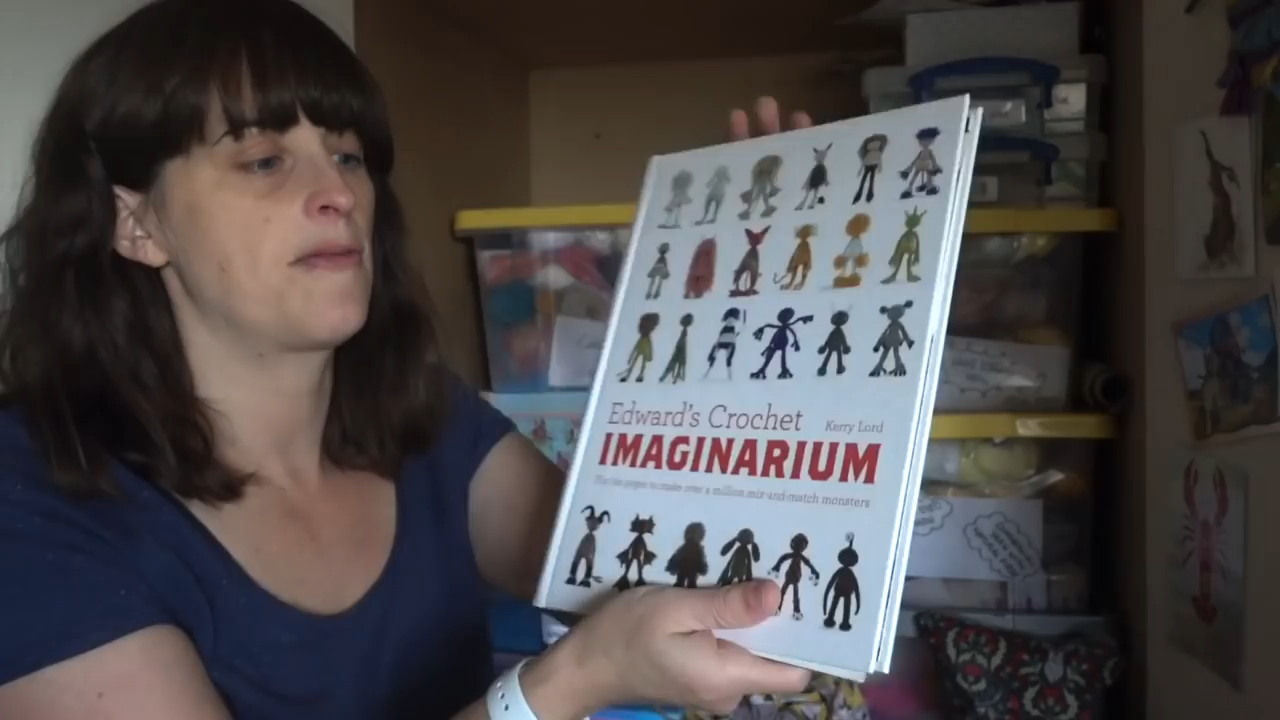 Edward's Crochet
Kerry Lord
IMAGINARIUM
Flip the pages to make over a million mix-and-match monsters